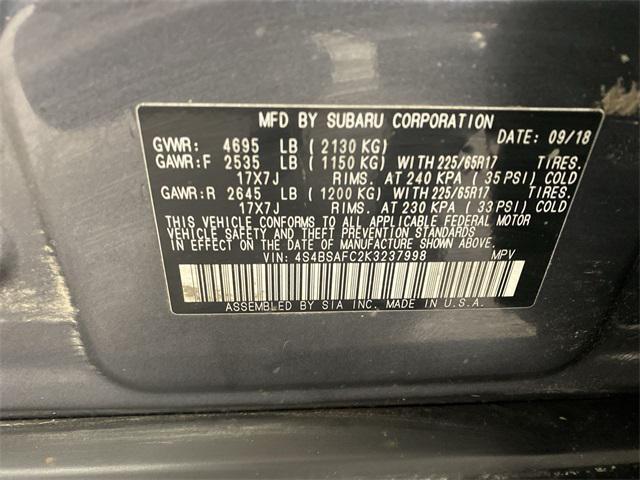 MFD BY SUBARU CORPORATION
DATE: 09/18
GVWR: 4695 LB ( 2130 KG)
GAWR:F 2535 LB ( 1150 KG) WITH 225/65R17 TIRES.
17X7J RIMS. AT 240 KPA ( 35 PSI) COLD
GAWR:R 2645 LB ( 1200 KG) WITH 225/65R17 TIRES.
17X7J RIMS. AT 230 KPA ( 33 PSI) COLD
THIS VEHICLE CONFORMS TO ALL APPLICABLE FEDERAL MOTOR
VEHICLE SAFETY AND THEFT PREVENTION STANDARDS
IN EFFECT ON THE DATE OF MANUFACTURE SHOWN ABOVE.
VIN: 4S4BSAFC2K3237998 MPV
ASSEMBLED BY SIA INC. MADE IN U.S.A.